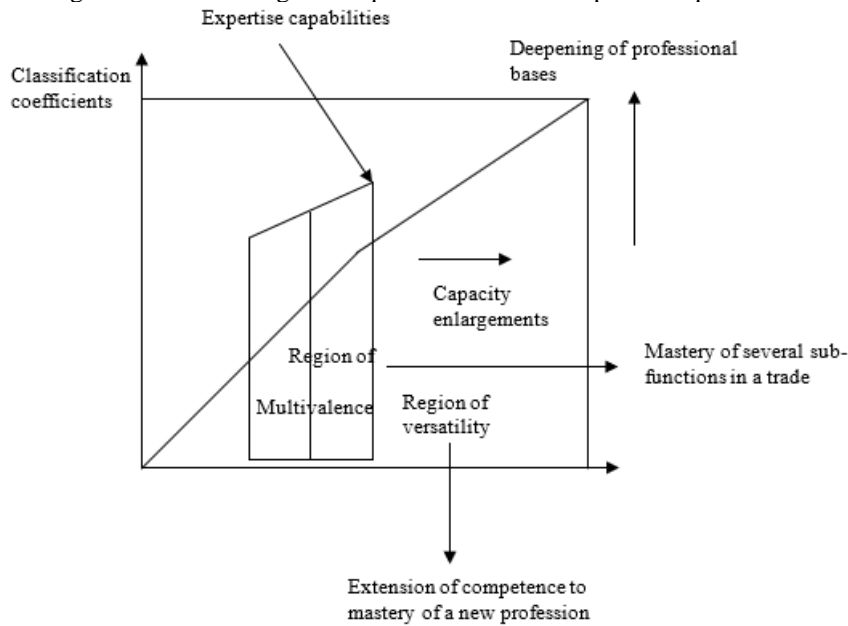 Expertise capabilities
Deepening of professional
bases
Classification
coefficients
Capacity
enlargements
Region of
Multivalence
Mastery of several sub-
functions in a trade
Region of
versatility
Extension of competence to
mastery of a new profession